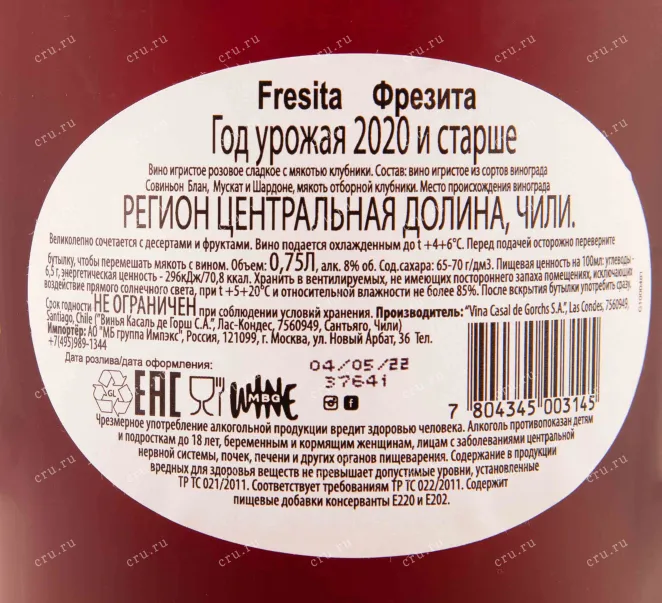 Fresita Фрезита
Год урожая 2020 и старше
Вино игристое розовое сладкое с мякотью клубники. Состав: вино игристое из сортов винограда
Совиньон Блан, Мускат и Шардоне, мякоть отборной клубники. Место происхождения винограда
РЕГИОН ЦЕНТРАЛЬНАЯ ДОЛИНА, ЧИЛИ.
Великолепно сочетается с десертами и фруктами. Вино подается охлажденным до t +4+6°C. Перед подачей осторожно переверните
бутылку, чтобы перемешать мякоть с вином. Объем: 0,75Л, алк. 8% об. Сод.сахара: 65-70 г/дм3. Пищевая ценность на 100мл: углеводы-
6,5 г, энергетическая ценность - 296кДж/70,8 ккал. Хранить в вентилируемых, не имеющих постороннего запаха помещениях, исключающих
воздействие прямого солнечного света, при t +5+20°C и относительной влажности не более 85%. После вскрытия бутылки употребить сразу.
Срок годности НЕ ОГРАНИЧЕН при соблюдении условий хранения. Производитель: "Vina Casal de Gorchs S.A.", Las Condes, 7560949,
Santiago, Chile ("Винья Касаль де Горш С.А.", Лас-Кондес, 7560949, Сантьяго, Чили)
Импортёр: АО "МБ группа Импэкс", Россия, 121099, г. Москва, ул. Новый Арбат, 36 Тел.
+7(495)989-1344
Дата розлива/дата оформления:
04/05/22
37641
GL
EAC
WINE
MBG
7 804345 003145
Чрезмерное употребление алкогольной продукции вредит здоровью человека. Алкоголь противопоказан детям
и подросткам до 18 лет, беременным и кормящим женщинам, лицам с заболеваниями центральной
нервной системы, почек, печени и других органов пищеварения. Содержание в продукции
вредных для здоровья веществ не превышает допустимые уровни, установленные
ТР ТС 021/2011. Соответствует требованиям ТР ТС 022/2011. Содержит
пищевые добавки консерванты Е220 и Е202.
cru.ru